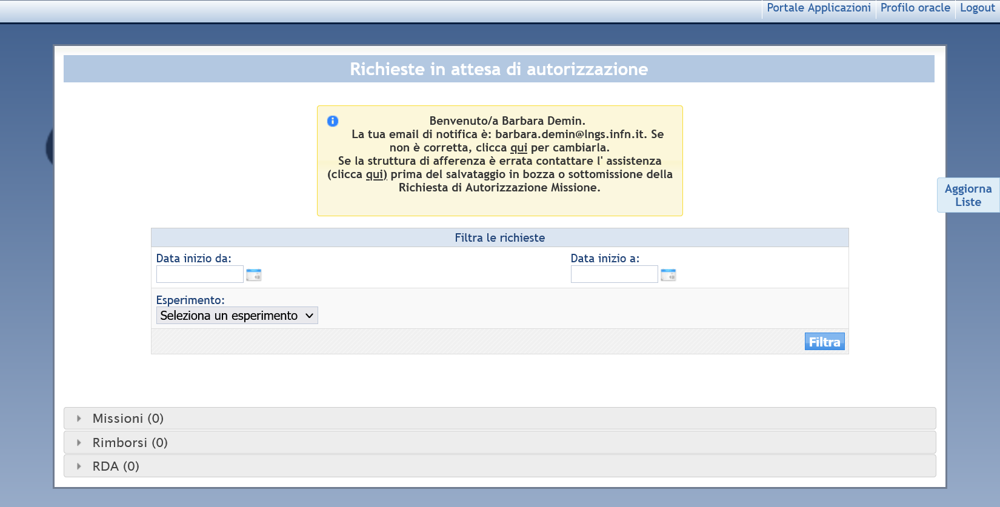 Portale Applicazioni Profilo oracle Logout
Richieste in attesa di autorizzazione
Benvenuto/a Barbara Demin.
La tua email di notifica è: barbara.demin@lngs.infn.it. Se
non è corretta, clicca qui per cambiarla.
Se la struttura di afferenza è errata contattare l' assistenza
(clicca qui) prima del salvataggio in bozza o sottomissione della
Richiesta di Autorizzazione Missione.
Aggiorna
Liste
Filtra le richieste
Data inizio da: Data inizio a:
Esperimento:
Seleziona un esperimento
Filtra
Missioni (0)
Rimborsi (0)
RDA (0)